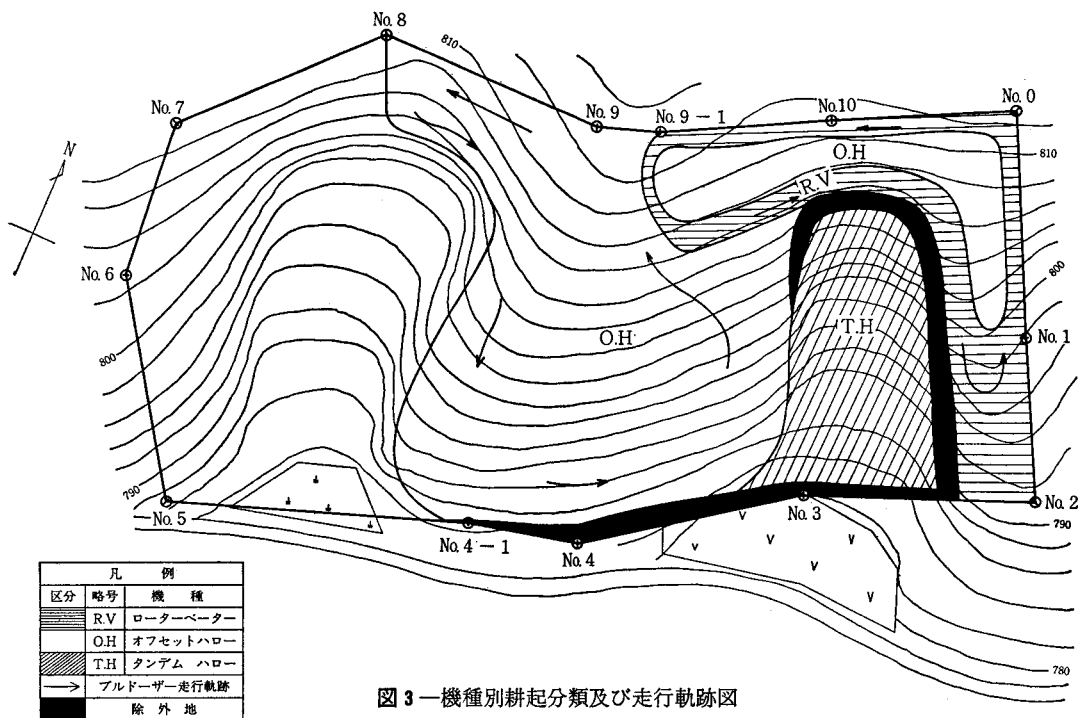 No. 8
810
No. 7
No. 9
No. 9－1
No. 10
No. 0
O.H
810
N
R.V
No. 6
800
T.H
O.H
No. 1
800
790
No. 5
No. 4－1
No. 4
No. 3
No. 2
790
780
凡 例
区分 略号 機 種
R.V ローターベーター
O.H オフセットハロー
T.H タンデム ハロー
ブルドーザー走行軌跡
除 外 地
図 3 ―機種別耕起分類及び走行軌跡図